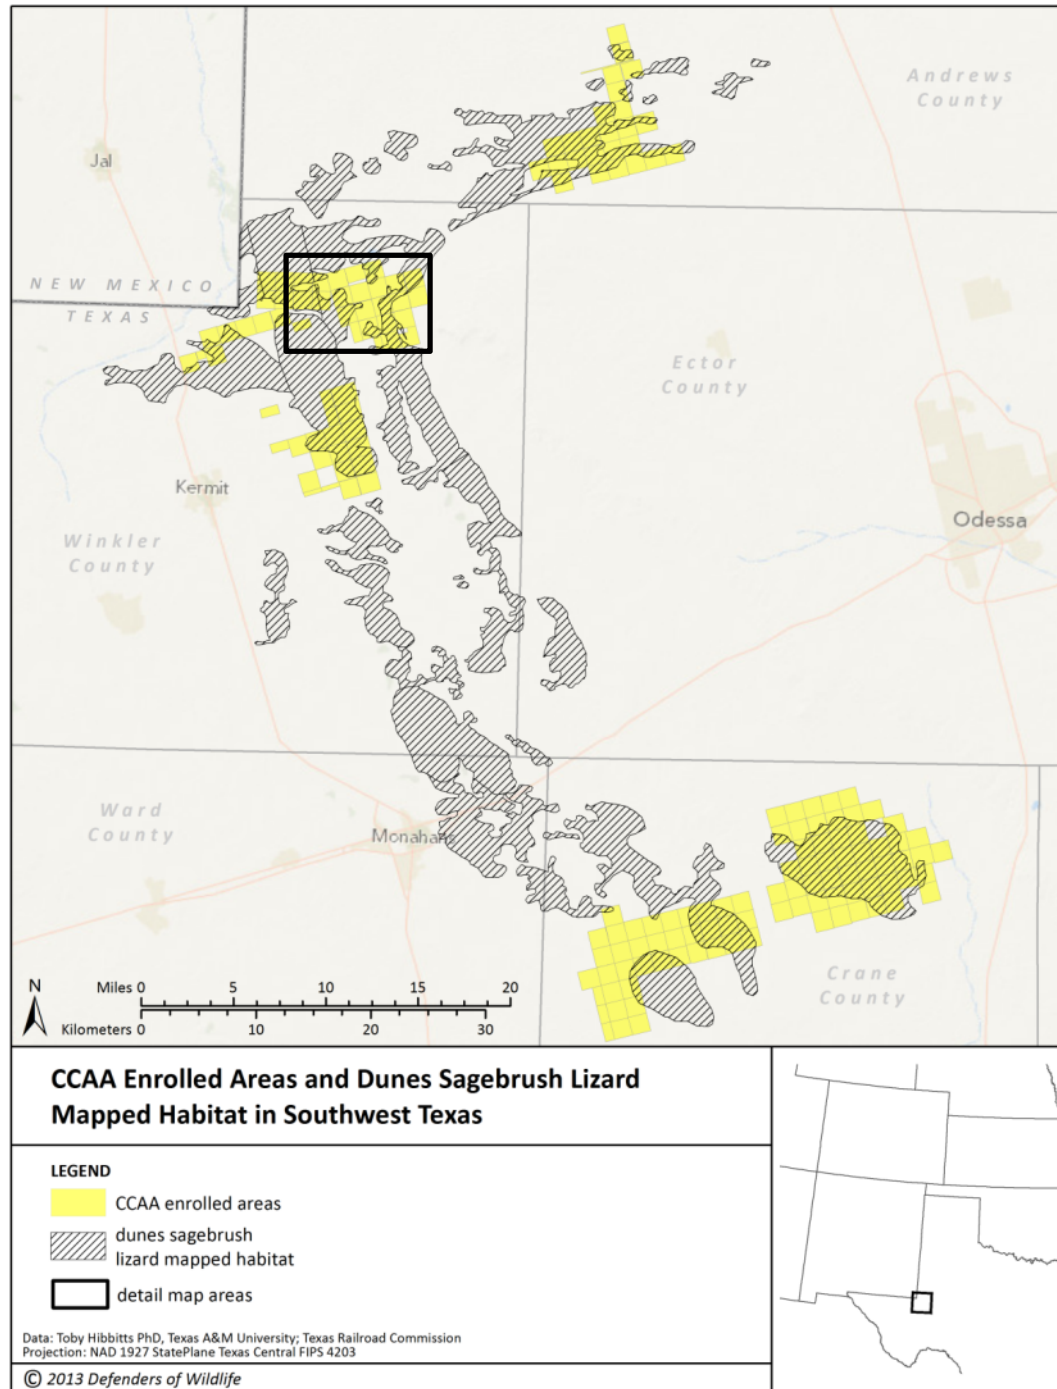 Andrews
County
Jal
NEW MEXICO
TEXAS
Ector
County
Kermit
Odessa
Winkler
County
Ward
County
Monahans
Crane
County
N
Miles 0 5 10 15 20
Kilometers 0 10 20 30
CCAA Enrolled Areas and Dunes Sagebrush Lizard
Mapped Habitat in Southwest Texas
LEGEND
CCAA enrolled areas
dunes sagebrush
lizard mapped habitat
detail map areas
Data: Toby Hibbitts PhD, Texas A&M University; Texas Railroad Commission
Projection: NAD 1927 StatePlane Texas Central FIPS 4203
© 2013 Defenders of Wildlife